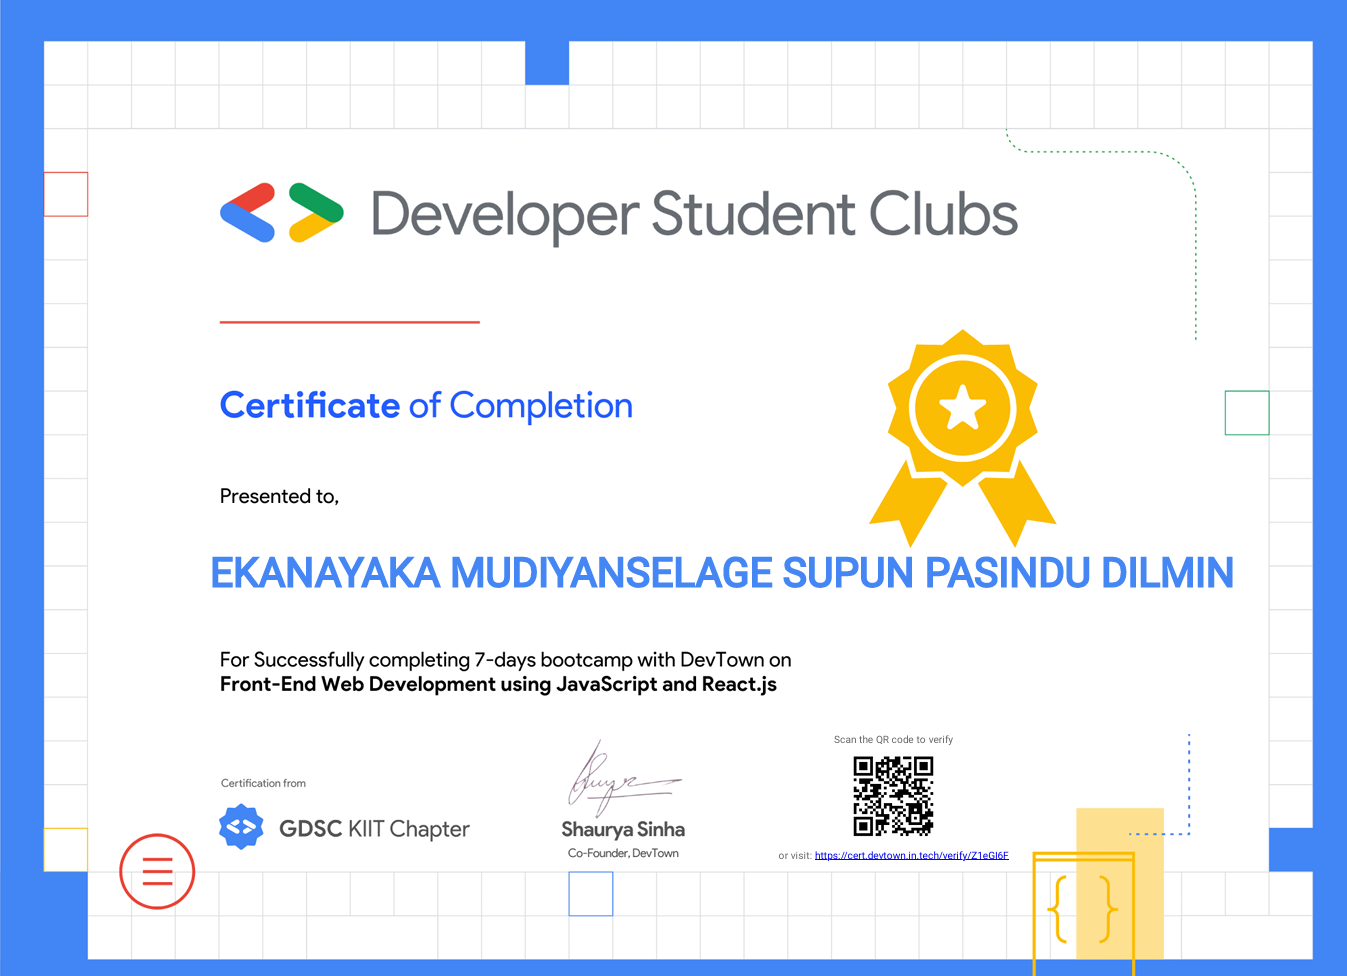 Developer Student Clubs
Certificate of Completion
Presented to,
EKANAYAKA MUDIYANSELAGE SUPUN PASINDU DILMIN
For Successfully completing 7-days bootcamp with DevTown on
Front-End Web Development using JavaScript and React.js
Certification from
GDSC KIIT Chapter
Shaurya Sinha
Co-Founder, DevTown
Scan the QR code to verify
or visit: https://cert.devtown.in.tech/verify/Z1eGI6F
{ }